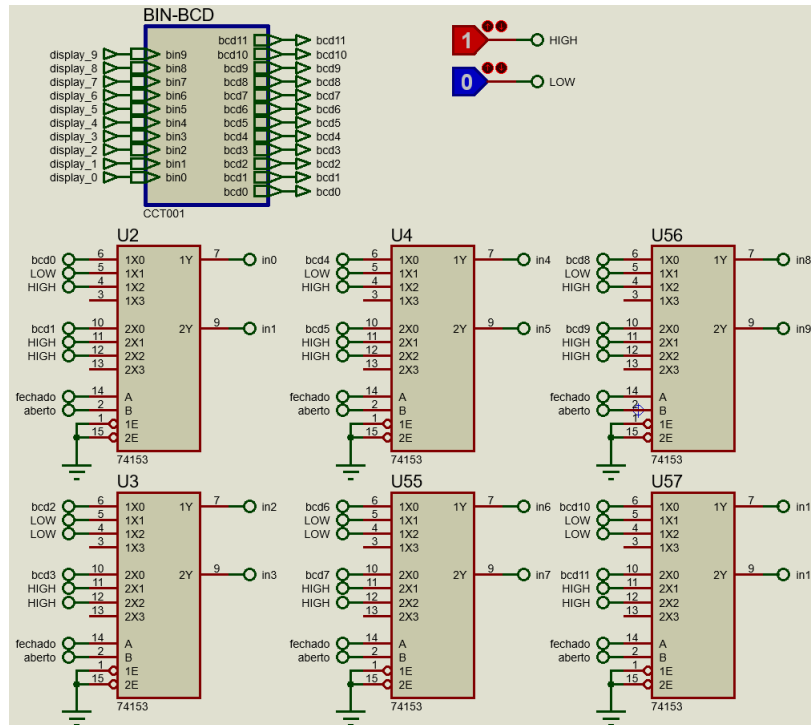 BIN-BCD
display_9 bin9 bcd11 bcd11
display_8 bin8 bcd10 bcd10
display_7 bin7 bcd9 bcd9
display_6 bin6 bcd8 bcd8
display_5 bin5 bcd7 bcd7
display_4 bin4 bcd6 bcd6
display_3 bin3 bcd5 bcd5
display_2 bin2 bcd4 bcd4
display_1 bin1 bcd3 bcd3
display_0 bin0 bcd2 bcd2
bcd1 bcd1
bcd0 bcd0
CCT001
1 HIGH
0 LOW
U2
bcd0 6 1X0 1Y 7 in0
LOW 5 1X1
HIGH 4 1X2
3 1X3
bcd1 10 2X0 2Y 9 in1
HIGH 11 2X1
HIGH 12 2X2
13 2X3
fechado 14 A
aberto 2 B
1 1E
15 2E
74153
U4
bcd4 6 1X0 1Y 7 in4
LOW 5 1X1
HIGH 4 1X2
3 1X3
bcd5 10 2X0 2Y 9 in5
HIGH 11 2X1
HIGH 12 2X2
13 2X3
fechado 14 A
aberto 2 B
1 1E
15 2E
74153
U56
bcd8 6 1X0 1Y 7 in8
LOW 5 1X1
HIGH 4 1X2
3 1X3
bcd9 10 2X0 2Y 9 in9
HIGH 11 2X1
HIGH 12 2X2
13 2X3
fechado 14 A
aberto 2 B
1 1E
15 2E
74153
U3
bcd2 6 1X0 1Y 7 in2
LOW 5 1X1
LOW 4 1X2
3 1X3
bcd3 10 2X0 2Y 9 in3
HIGH 11 2X1
HIGH 12 2X2
13 2X3
fechado 14 A
aberto 2 B
1 1E
15 2E
74153
U55
bcd6 6 1X0 1Y 7 in6
LOW 5 1X1
LOW 4 1X2
3 1X3
bcd7 10 2X0 2Y 9 in7
HIGH 11 2X1
HIGH 12 2X2
13 2X3
fechado 14 A
aberto 2 B
1 1E
15 2E
74153
U57
bcd10 6 1X0 1Y 7 in1
LOW 5 1X1
LOW 4 1X2
3 1X3
bcd11 10 2X0 2Y 9 in1
HIGH 11 2X1
HIGH 12 2X2
13 2X3
fechado 14 A
aberto 2 B
1 1E
15 2E
74153